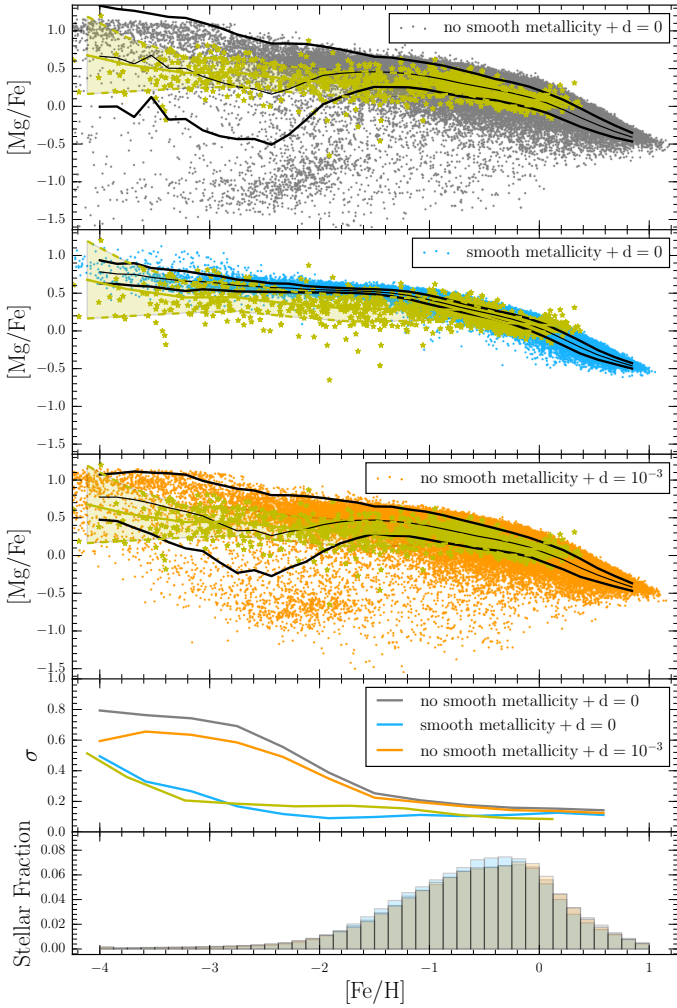 no smooth metallicity + d = 0
[Mg/Fe]
1.0
0.5
0.0
−0.5
−1.0
−1.5
smooth metallicity + d = 0
[Mg/Fe]
1.0
0.5
0.0
−0.5
−1.0
−1.5
no smooth metallicity + d = 10⁻³
[Mg/Fe]
1.0
0.5
0.0
−0.5
−1.0
−1.5
no smooth metallicity + d = 0
smooth metallicity + d = 0
no smooth metallicity + d = 10⁻³
σ
1.0
0.8
0.6
0.4
0.2
0.0
Stellar Fraction
0.08
0.06
0.04
0.02
0.00
−4 −3 −2 −1 0 1
[Fe/H]